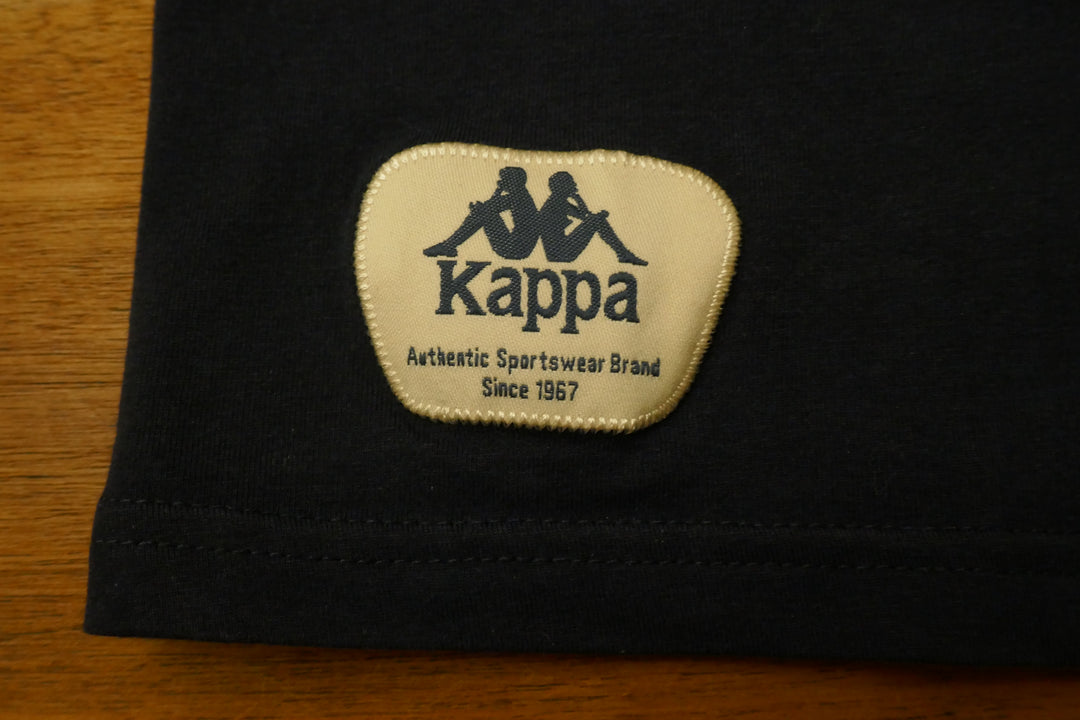 Kappa
Authentic Sportswear Brand
Since 1967